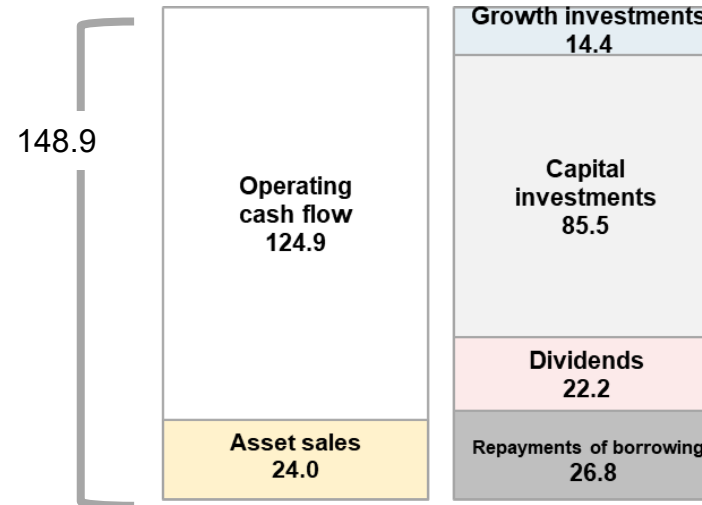 148.9
Operating
cash flow
124.9
Asset sales
24.0
Growth investments
14.4
Capital
investments
85.5
Dividends
22.2
Repayments of borrowing
26.8